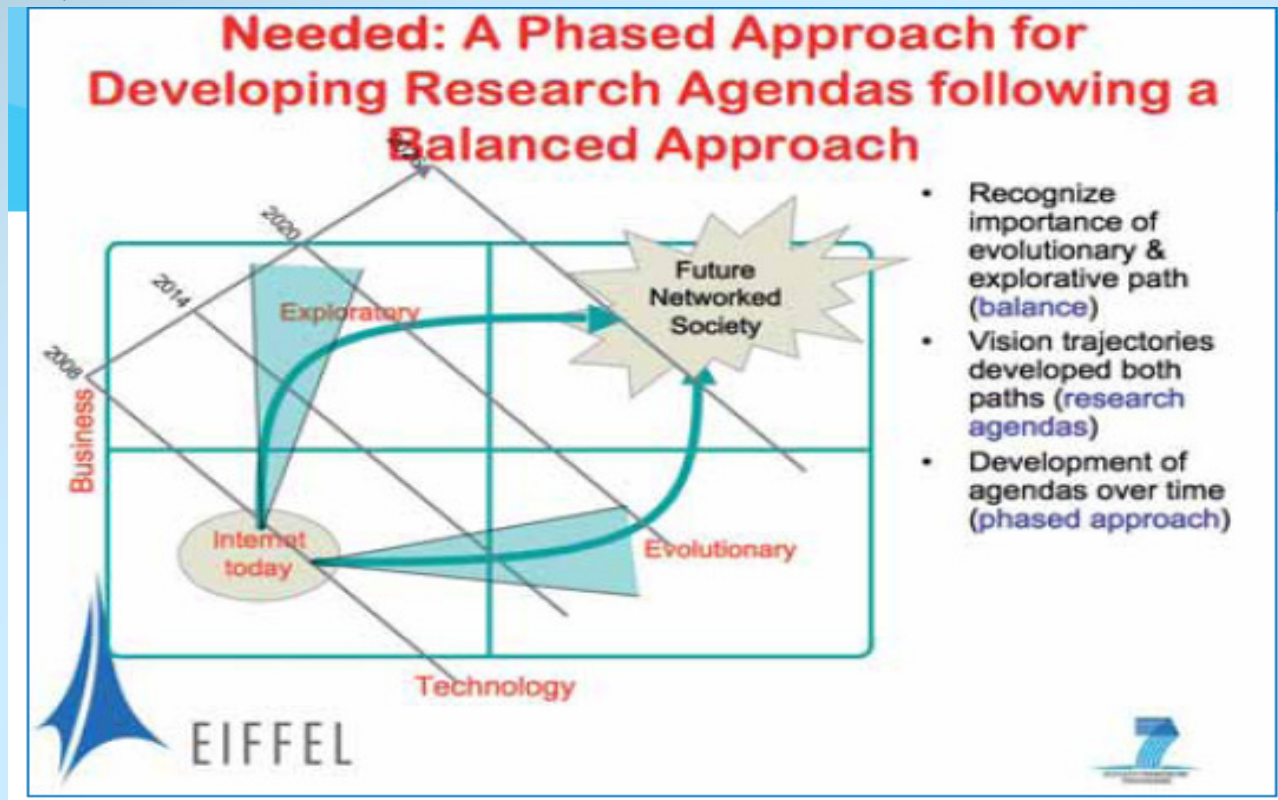 Needed: A Phased Approach for
Developing Research Agendas following a
Balanced Approach
2020
2014
2008
Business
Exploratory
Future
Networked
Society
Internet
today
Evolutionary
Technology
• Recognize
importance of
evolutionary &
explorative path
(balance)
• Vision trajectories
developed both
paths (research
agendas)
• Development of
agendas over time
(phased approach)
EIFFEL
7